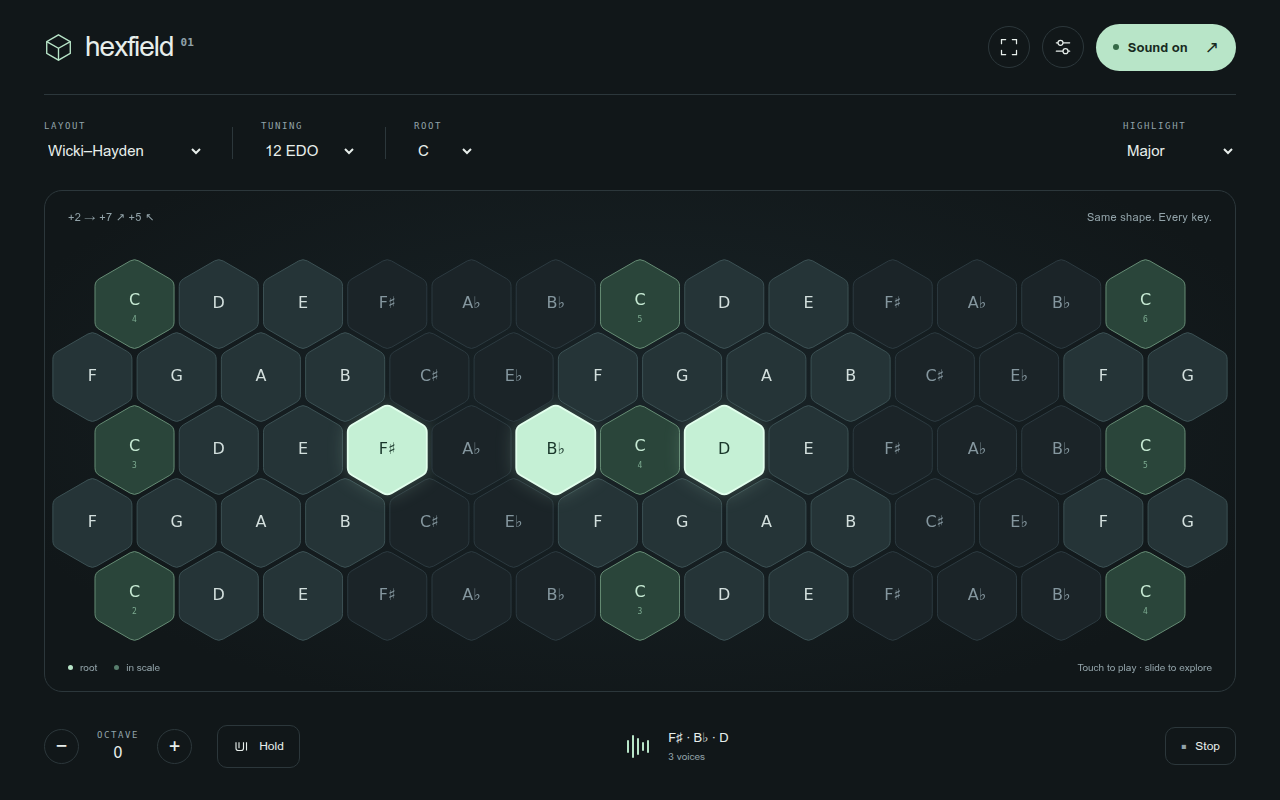 hexfield 01
Sound on ↗
LAYOUT TUNING ROOT HIGHLIGHT
Wicki–Hayden 12 EDO C Major
+2 → +7 ↗ +5 ↖ Same shape. Every key.
C D E F♯ A♭ B♭ C D E F♯ A♭ B♭ C
4 5 6
F G A B C♯ E♭ F G A B C♯ E♭ F G
C D E F♯ A♭ B♭ C D E F♯ A♭ B♭ C
3 4 5
F G A B C♯ E♭ F G A B C♯ E♭ F G
C D E F♯ A♭ B♭ C D E F♯ A♭ B♭ C
2 3 4
root in scale Touch to play · slide to explore
− OCTAVE +
0
Hold
F♯ · B♭ · D
3 voices
Stop